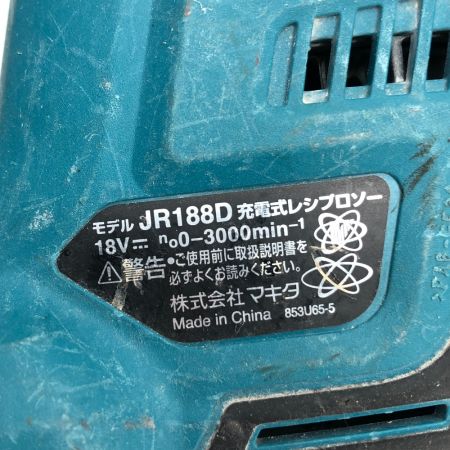 モデル JR188D 充電式レシプロソー
18V⎓ n₀0-3000min⁻¹
⚠警告・ご使用前に取扱説明書を
必ずよくお読みください。
株式会社 マキタ
Made in China 853U65-5